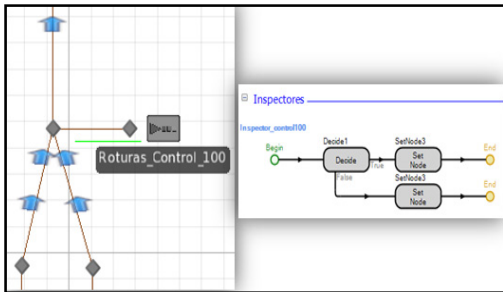 Roturas_Control_100
Inspectores
Inspector_control100
Begin
Decide1
Decide
True
False
SetNode3
Set
Node
End
SetNode3
Set
Node
End